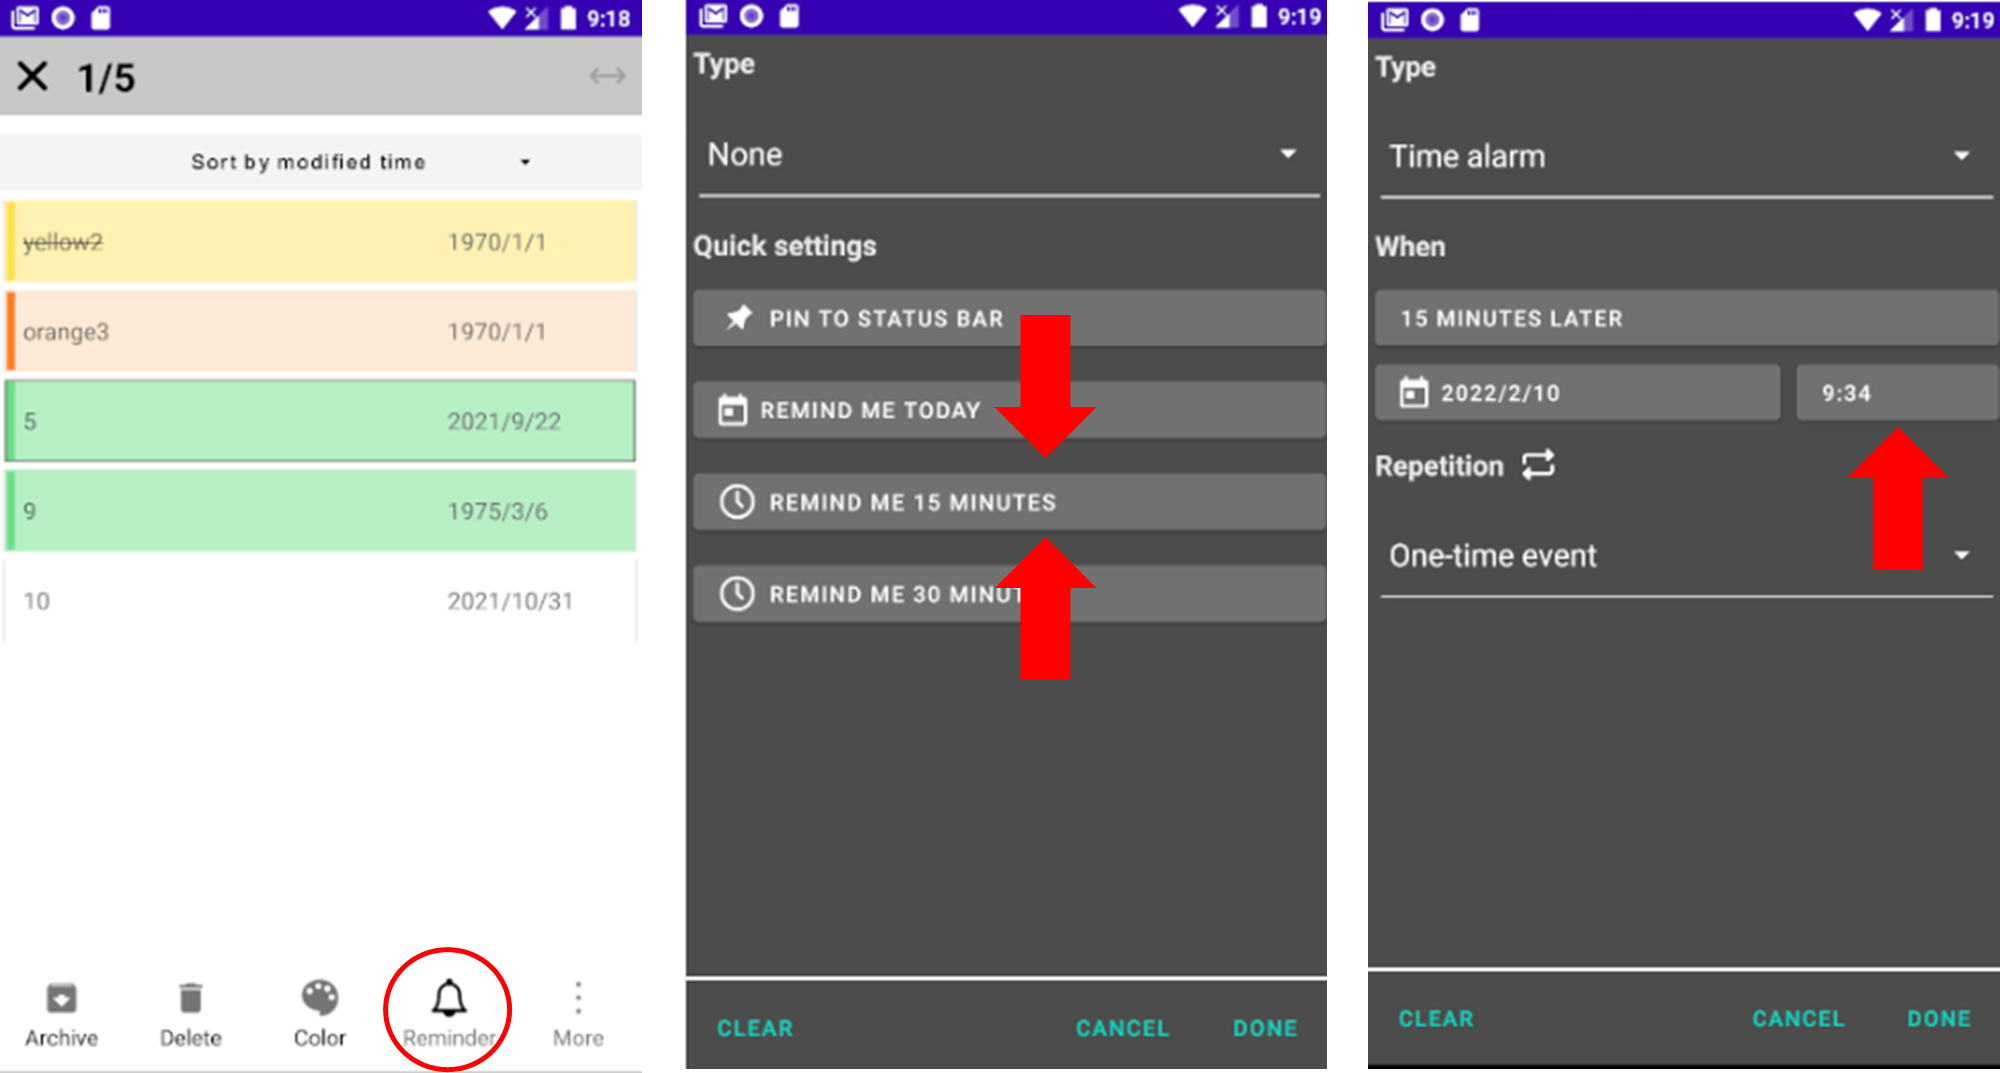 9:18
1/5
Sort by modified time
yellow2 1970/1/1
orange3 1970/1/1
5 2021/9/22
9 1975/3/6
10 2021/10/31
Archive Delete Color Reminder More
9:19
Type
None
Quick settings
PIN TO STATUS BAR
REMIND ME TODAY
REMIND ME 15 MINUTES
REMIND ME 30 MINUT
CLEAR CANCEL DONE
9:19
Type
Time alarm
When
15 MINUTES LATER
2022/2/10 9:34
Repetition
One-time event
CLEAR CANCEL DONE